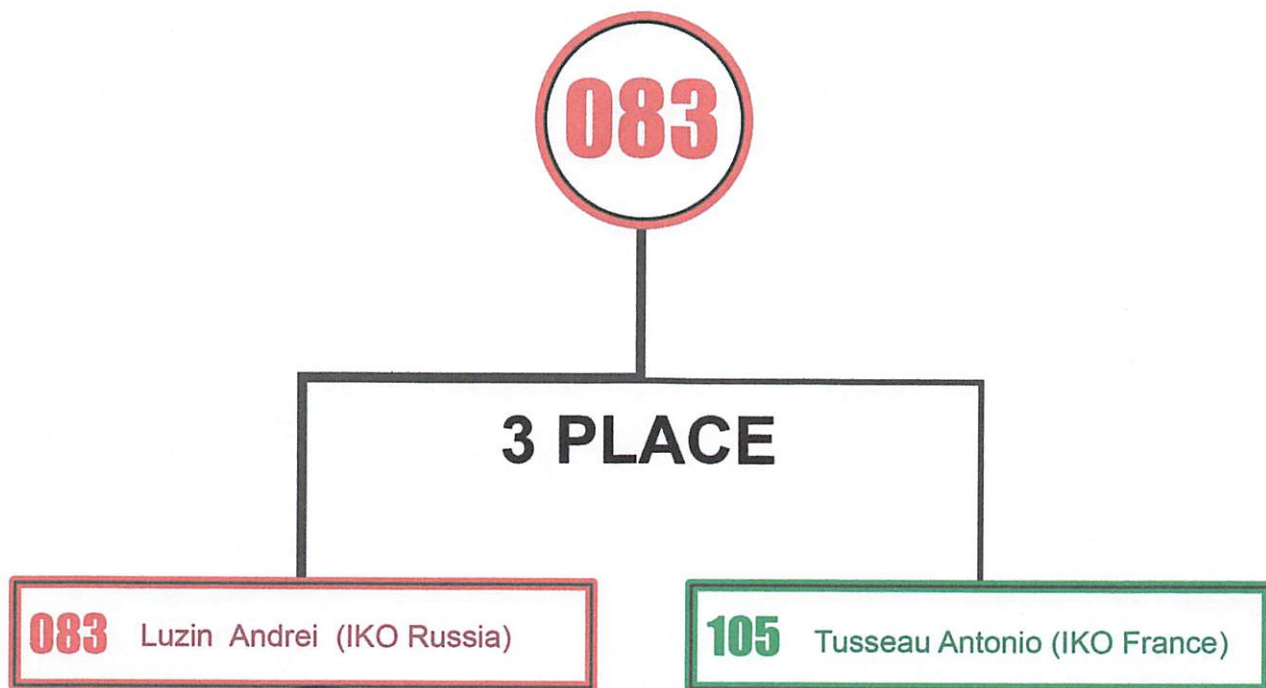 083
3 PLACE
083 Luzin Andrei (IKO Russia)
105 Tusseau Antonio (IKO France)